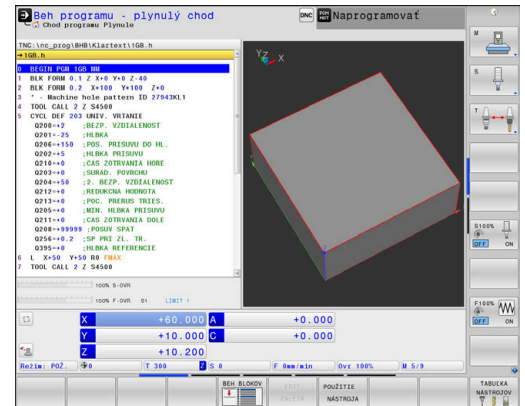 Beh programu - plynulý chod
Chod programu Plynule
DNC
Naprogramovať
TNC:\nc_prog\BHB\Klartext\1GB.h
→1GB.h
0 BEGIN PGM 1GB MM
1 BLK FORM 0.1 Z X+0 Y+0 Z-40
2 BLK FORM 0.2 X+100 Y+100 Z+0
3 * - Machine hole pattern ID 27943KL1
4 TOOL CALL 2 Z S4500
5 CYCL DEF 203 UNIV. VRTANIE
Q200=+2 ;BEZP. VZDIALENOST
Q201=-25 ;HLBKA
Q206=+150 ;POS. PRISUVU DO HL.
Q202=+5 ;HLBKA PRISUVU
Q210=+0 ;CAS ZOTRVANIA HORE
Q203=+0 ;SURAD. POVRCHU
Q204=+50 ;2. BEZP. VZDIALENOST
Q212=+0 ;REDUKCNA HODNOTA
Q213=+0 ;POC. PRERUS TRIES.
Q205=+0 ;MIN. HLBKA PRISUVU
Q211=+0 ;CAS ZOTRVANIA DOLE
Q208=+99999 ;POSUV SPAT
Q256=+0.2 ;SP PRI ZL. TR.
Q395=+0 ;HLBKA REFERENCIE
6 L X+50 Y+50 R0 FMAX
7 TOOL CALL 2 Z S4500
Y Z X
M
S
T
S100%
OFF ON
F100%
OFF ON
100% S-OVR
100% F-OVR S1 LIMIT 1
X +60.000 A +0.000
Y +10.000 C +0.000
Z +10.200
Režim: POŽ. 0 T 300 Z S 0 F 0mm/min Ovr 100% M 5/9
BEH BLOKOV
POUŽITIE NÁSTROJA
TABUĽKA NÁSTROJOV